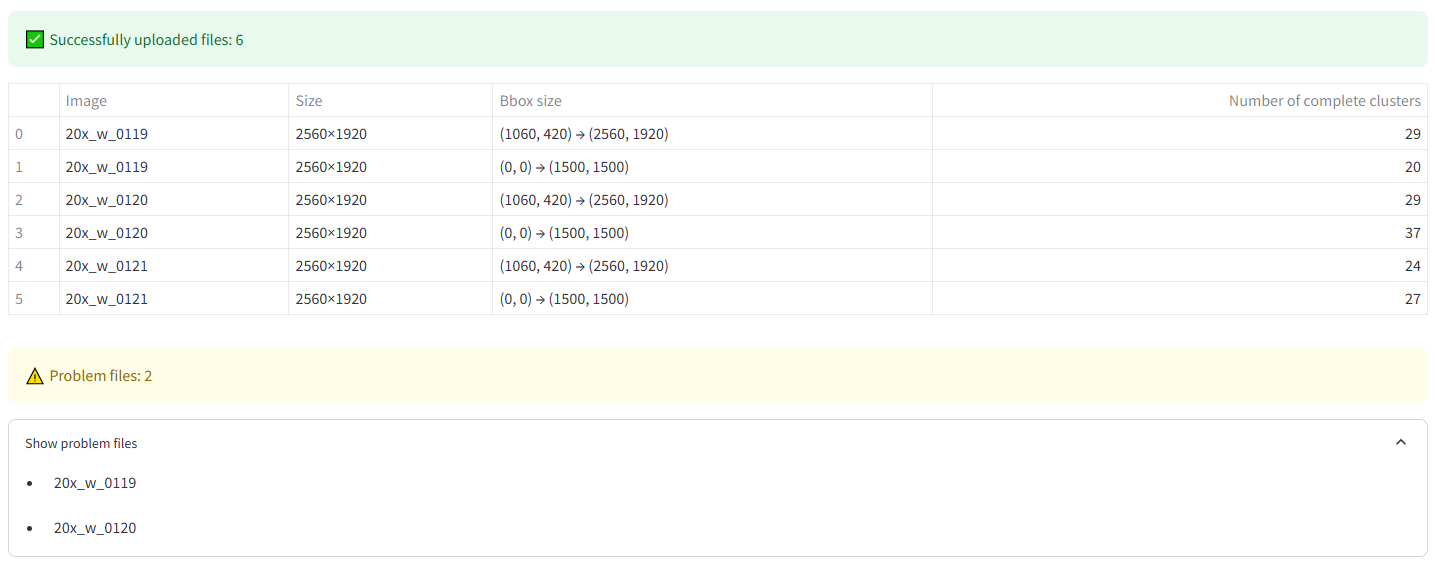 ✅ Successfully uploaded files: 6
Image Size Bbox size Number of complete clusters
0 20x_w_0119 2560×1920 (1060, 420) → (2560, 1920) 29
1 20x_w_0119 2560×1920 (0, 0) → (1500, 1500) 20
2 20x_w_0120 2560×1920 (1060, 420) → (2560, 1920) 29
3 20x_w_0120 2560×1920 (0, 0) → (1500, 1500) 37
4 20x_w_0121 2560×1920 (1060, 420) → (2560, 1920) 24
5 20x_w_0121 2560×1920 (0, 0) → (1500, 1500) 27
⚠️ Problem files: 2
Show problem files
• 20x_w_0119
• 20x_w_0120